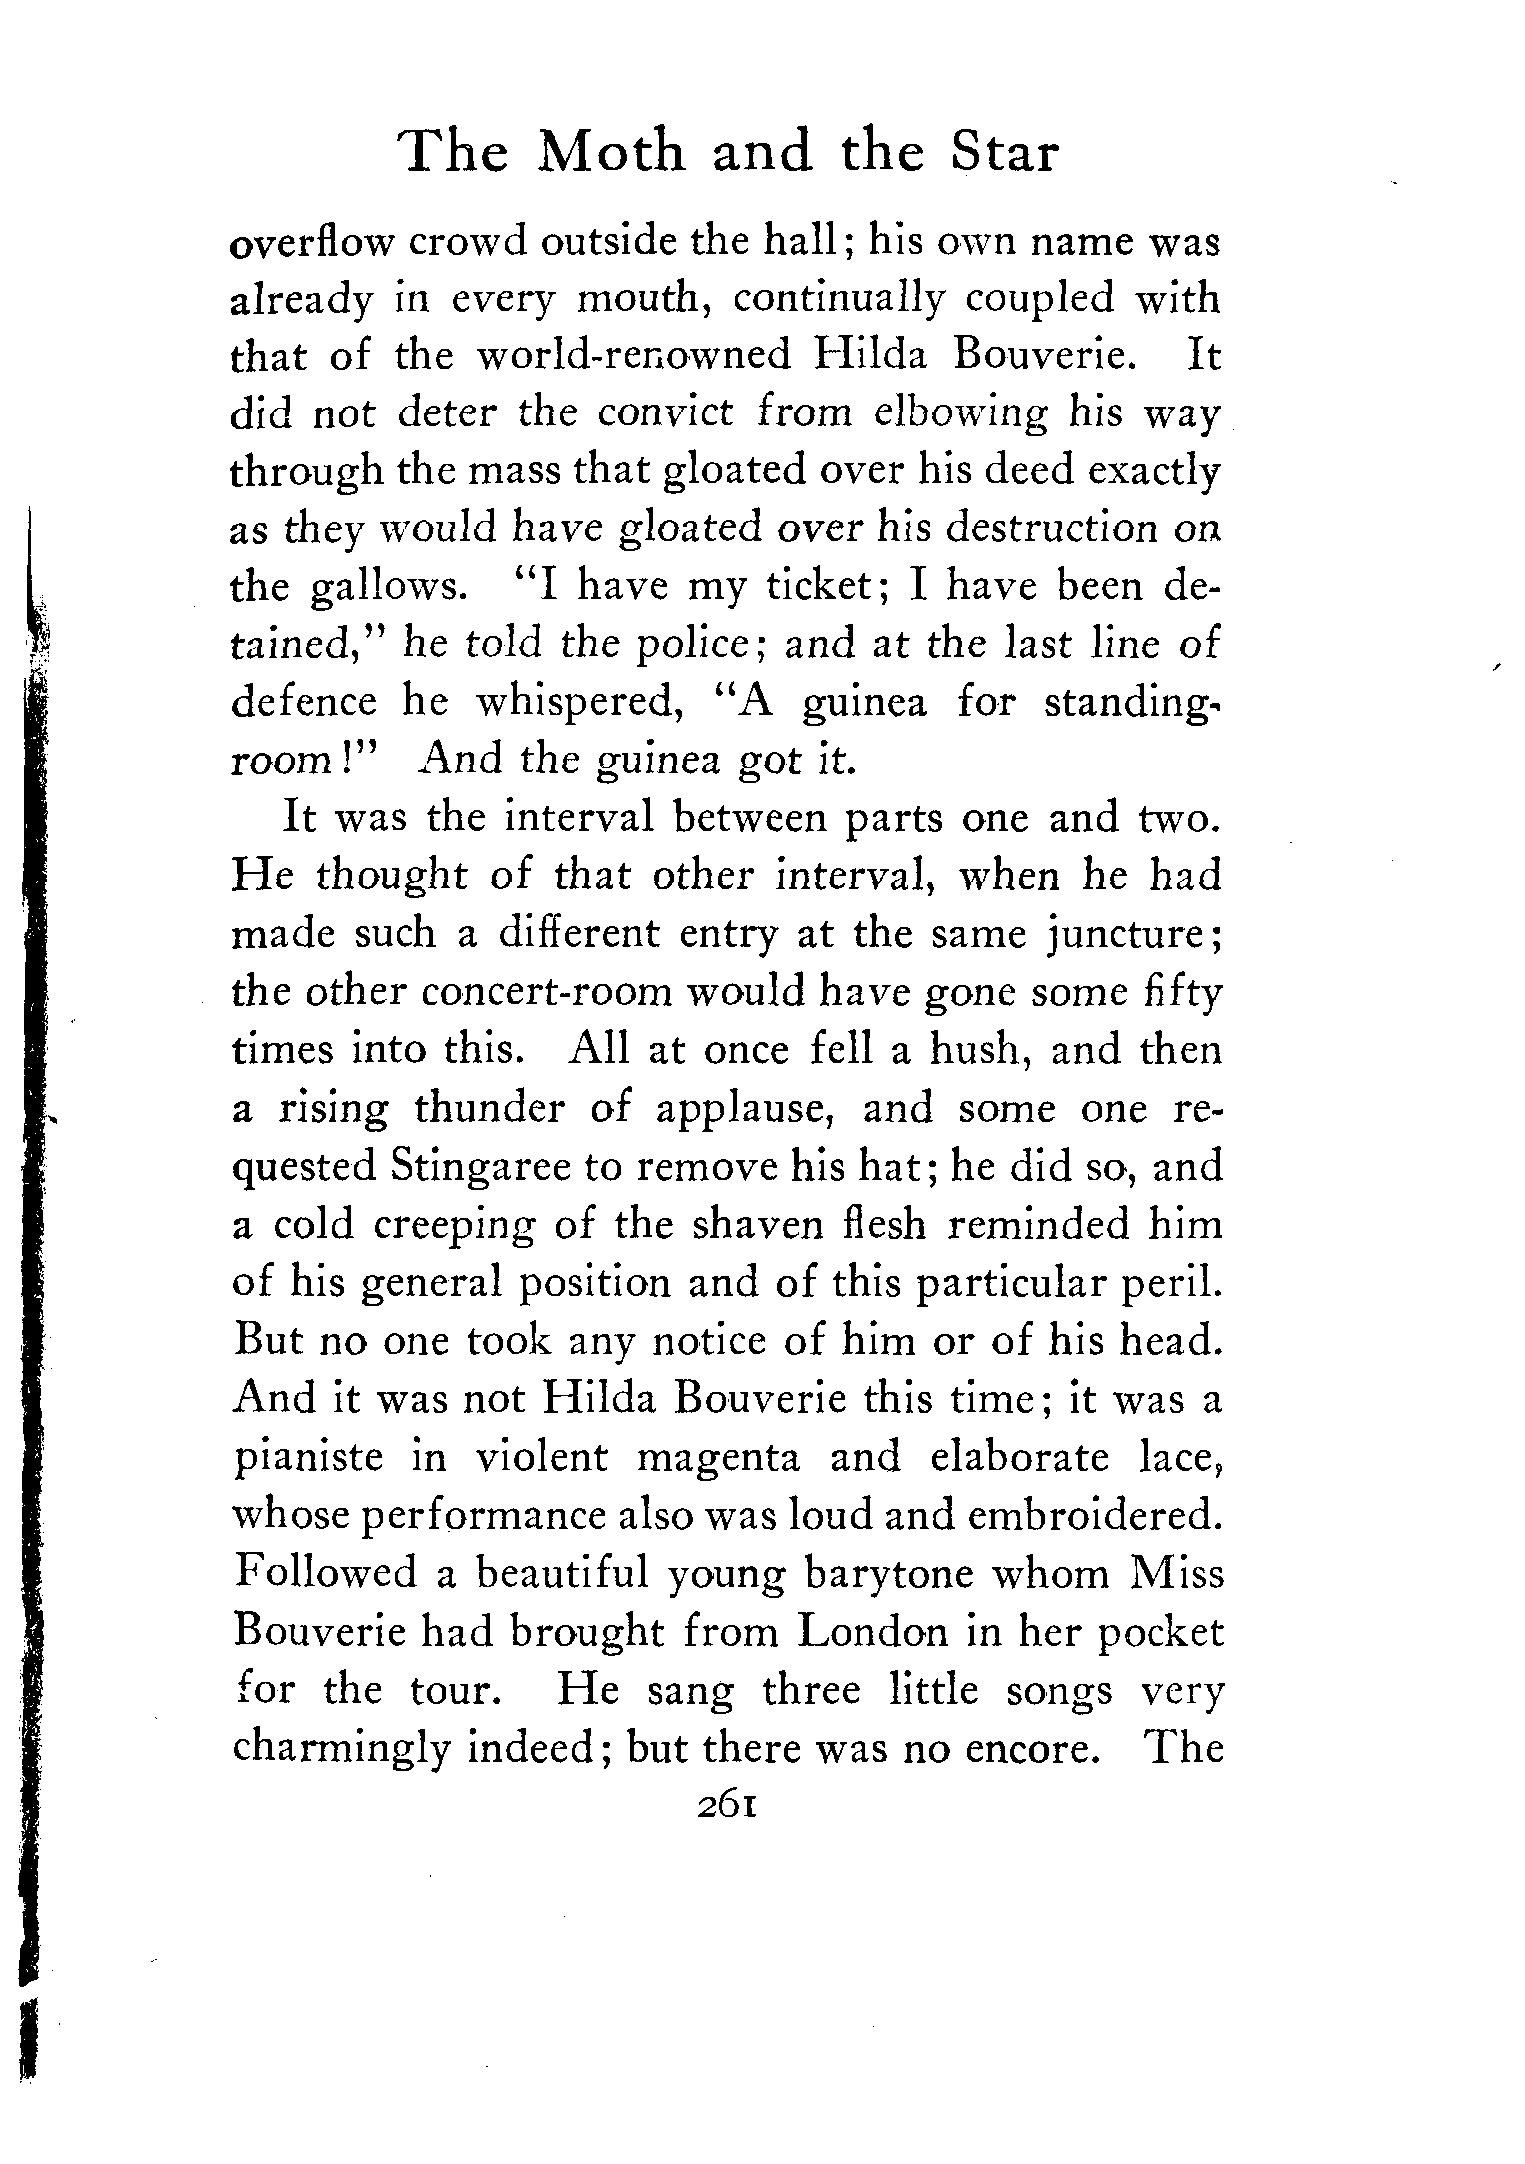 The Moth and the Star
overflow crowd outside the hall; his own name was
already in every mouth, continually coupled with
that of the world-renowned Hilda Bouverie. It
did not deter the convict from elbowing his way
through the mass that gloated over his deed exactly
as they would have gloated over his destruction on
the gallows. "I have my ticket; I have been de-
tained," he told the police; and at the last line of
defence he whispered, "A guinea for standing-
room!" And the guinea got it.
It was the interval between parts one and two.
He thought of that other interval, when he had
made such a different entry at the same juncture;
the other concert-room would have gone some fifty
times into this. All at once fell a hush, and then
a rising thunder of applause, and some one re-
quested Stingaree to remove his hat; he did so, and
a cold creeping of the shaven flesh reminded him
of his general position and of this particular peril.
But no one took any notice of him or of his head.
And it was not Hilda Bouverie this time; it was a
pianiste in violent magenta and elaborate lace,
whose performance also was loud and embroidered.
Followed a beautiful young barytone whom Miss
Bouverie had brought from London in her pocket
for the tour. He sang three little songs very
charmingly indeed; but there was no encore. The
261